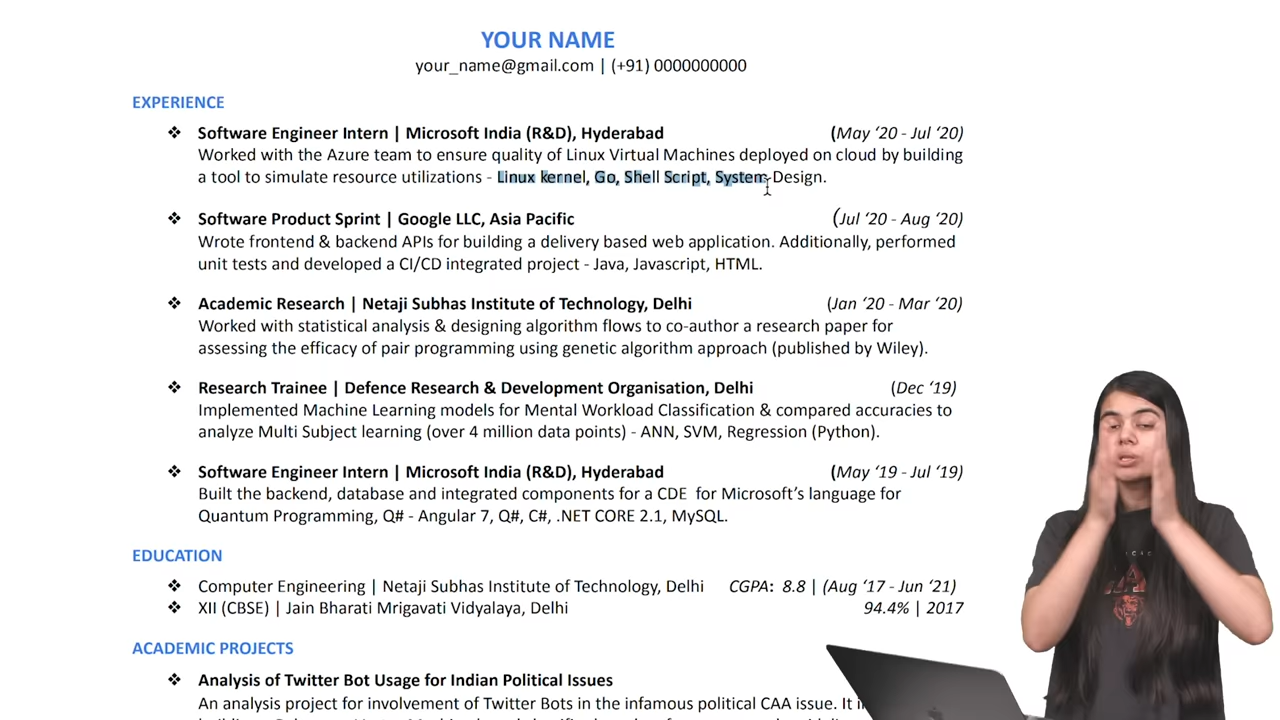 YOUR NAME
your_name@gmail.com | (+91) 0000000000
EXPERIENCE
❖ Software Engineer Intern | Microsoft India (R&D), Hyderabad (May ‘20 - Jul ‘20)
Worked with the Azure team to ensure quality of Linux Virtual Machines deployed on cloud by building
a tool to simulate resource utilizations - Linux kernel, Go, Shell Script, System Design.
❖ Software Product Sprint | Google LLC, Asia Pacific (Jul ‘20 - Aug ‘20)
Wrote frontend & backend APIs for building a delivery based web application. Additionally, performed
unit tests and developed a CI/CD integrated project - Java, Javascript, HTML.
❖ Academic Research | Netaji Subhas Institute of Technology, Delhi (Jan ‘20 - Mar ‘20)
Worked with statistical analysis & designing algorithm flows to co-author a research paper for
assessing the efficacy of pair programming using genetic algorithm approach (published by Wiley).
❖ Research Trainee | Defence Research & Development Organisation, Delhi (Dec ‘19)
Implemented Machine Learning models for Mental Workload Classification & compared accuracies to
analyze Multi Subject learning (over 4 million data points) - ANN, SVM, Regression (Python).
❖ Software Engineer Intern | Microsoft India (R&D), Hyderabad (May ‘19 - Jul ‘19)
Built the backend, database and integrated components for a CDE for Microsoft’s language for
Quantum Programming, Q# - Angular 7, Q#, C#, .NET CORE 2.1, MySQL.
EDUCATION
❖ Computer Engineering | Netaji Subhas Institute of Technology, Delhi CGPA: 8.8 | (Aug ‘17 - Jun ‘21)
❖ XII (CBSE) | Jain Bharati Mrigavati Vidyalaya, Delhi 94.4% | 2017
ACADEMIC PROJECTS
❖ Analysis of Twitter Bot Usage for Indian Political Issues
An analysis project for involvement of Twitter Bots in the infamous political CAA issue. It